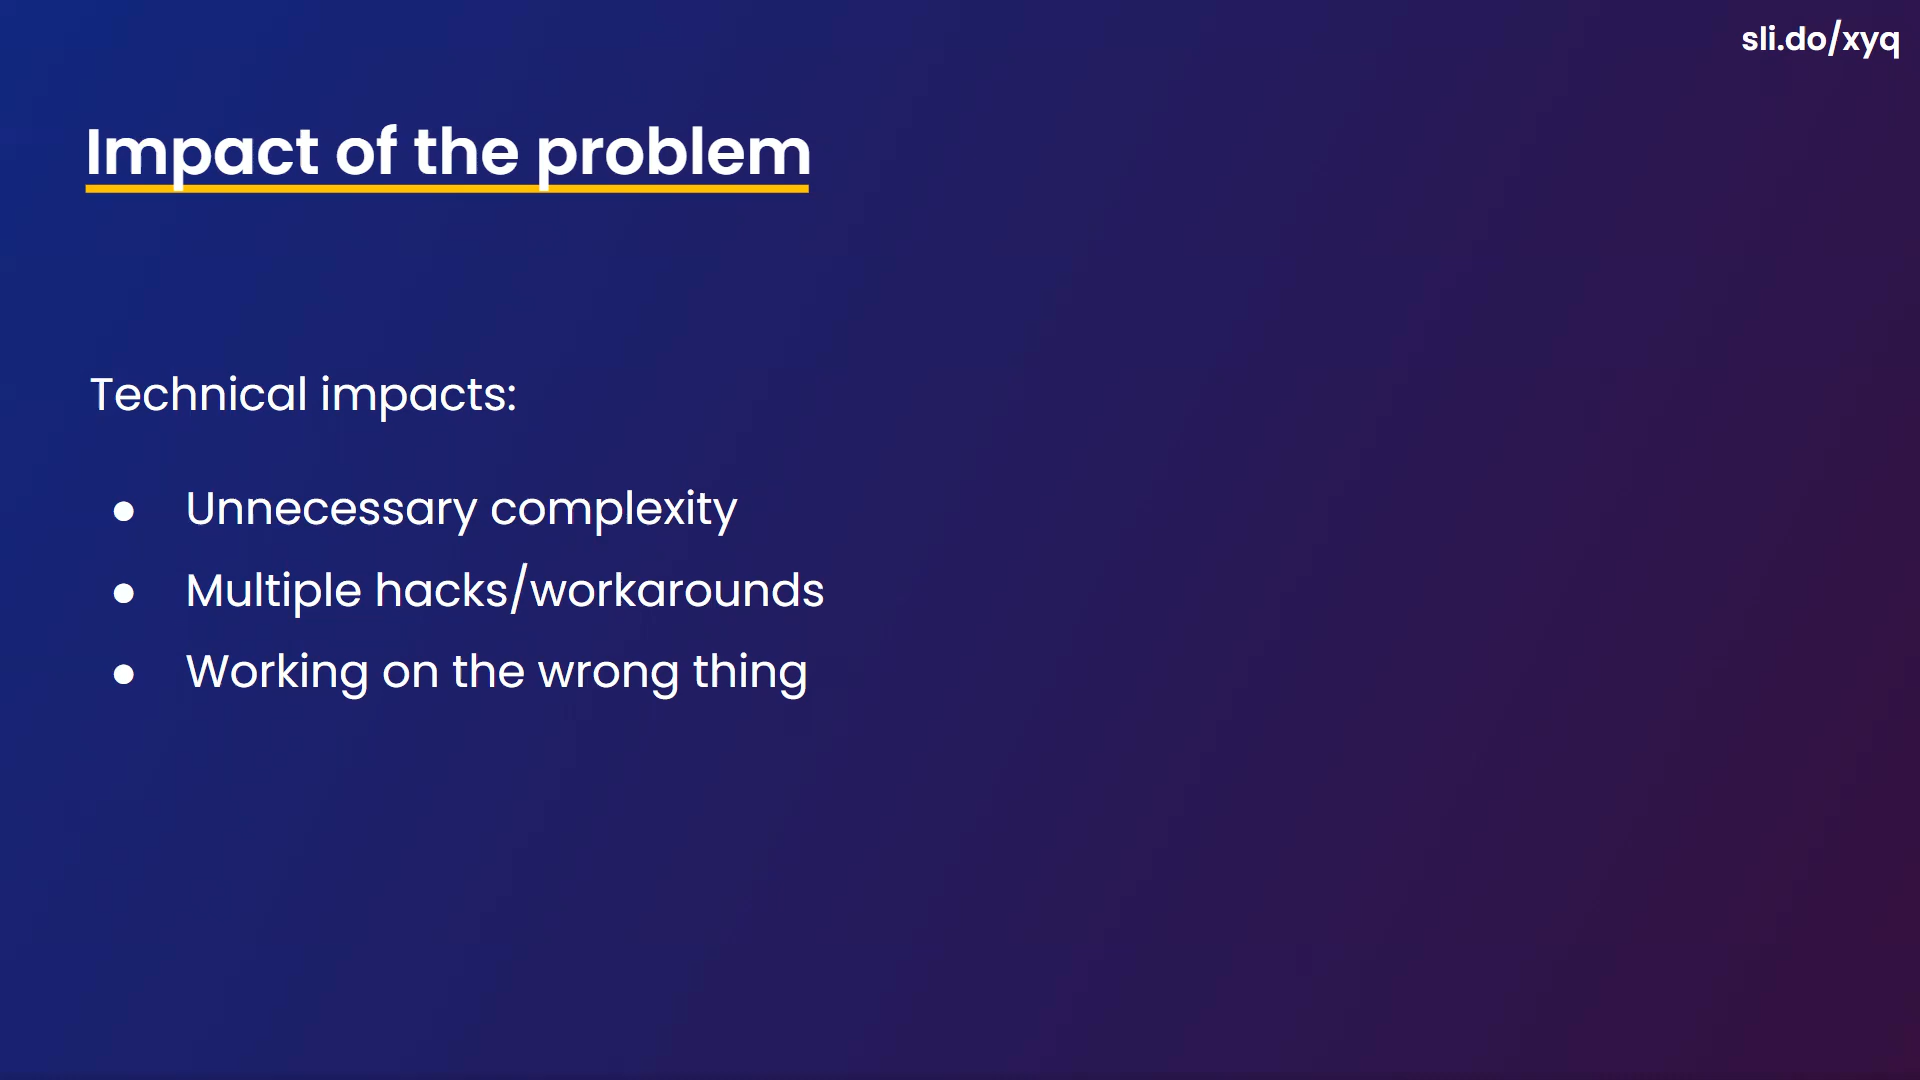 sli.do/xyq
Impact of the problem
Technical impacts:
● Unnecessary complexity
● Multiple hacks/workarounds
● Working on the wrong thing